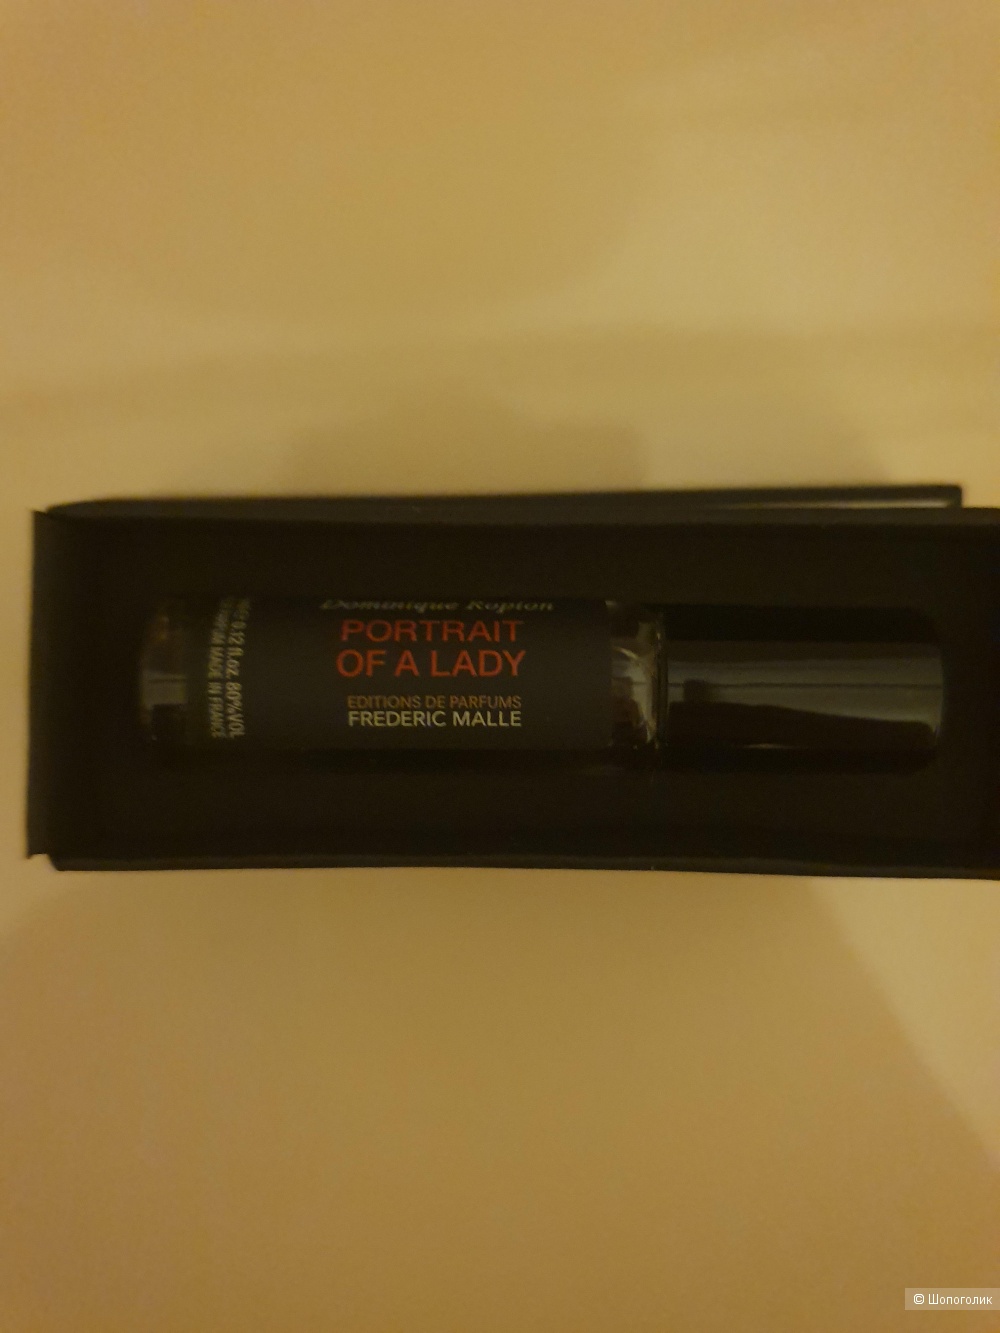 Dominique Ropion
PORTRAIT
OF A LADY
EDITIONS DE PARFUMS
FREDERIC MALLE
0.12 fl.oz. 80%VOL
MADE IN FRANCE
© Шопоголик